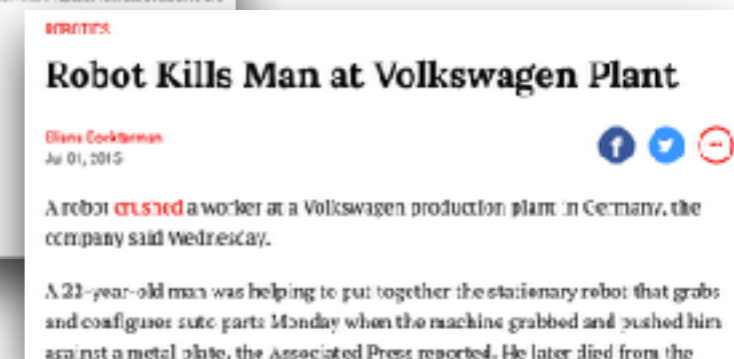 ROBOTICS
Robot Kills Man at Volkswagen Plant
Eliana Dockterman
Jul 01, 2015
A robot crushed a worker at a Volkswagen production plant in Germany, the
company said Wednesday.
A 22-year-old man was helping to put together the stationary robot that grabs
and configures auto parts Monday when the machine grabbed and pushed him
against a metal plate, the Associated Press reported. He later died from the